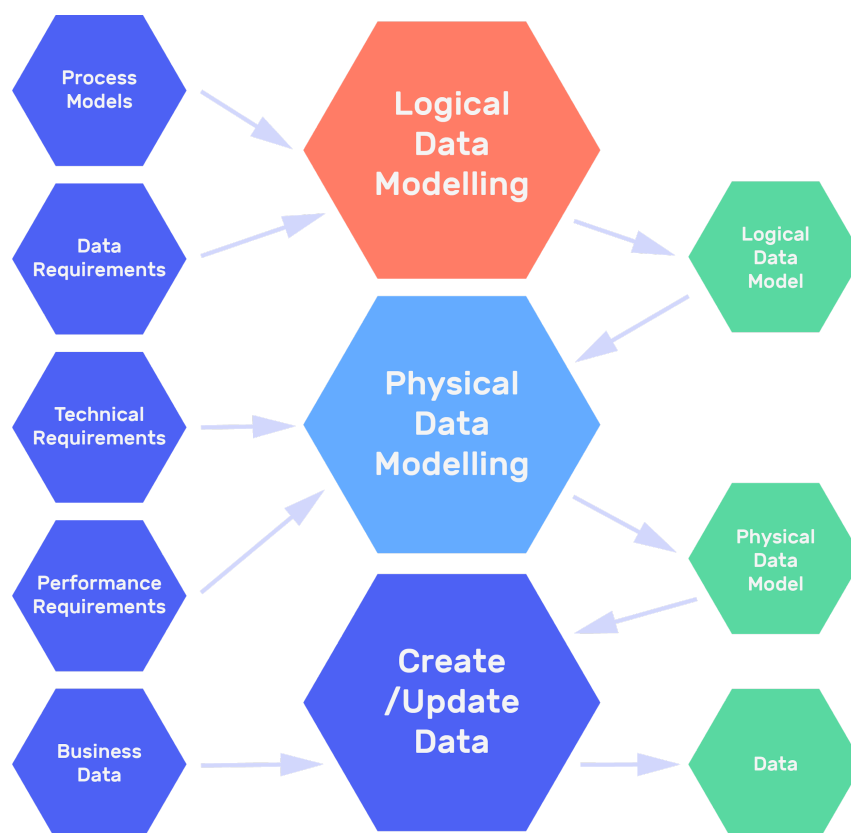 Process
Models
Logical
Data
Modelling
Data
Requirements
Logical
Data
Model
Technical
Requirements
Physical
Data
Modelling
Performance
Requirements
Physical
Data
Model
Create
/Update
Data
Business
Data
Data